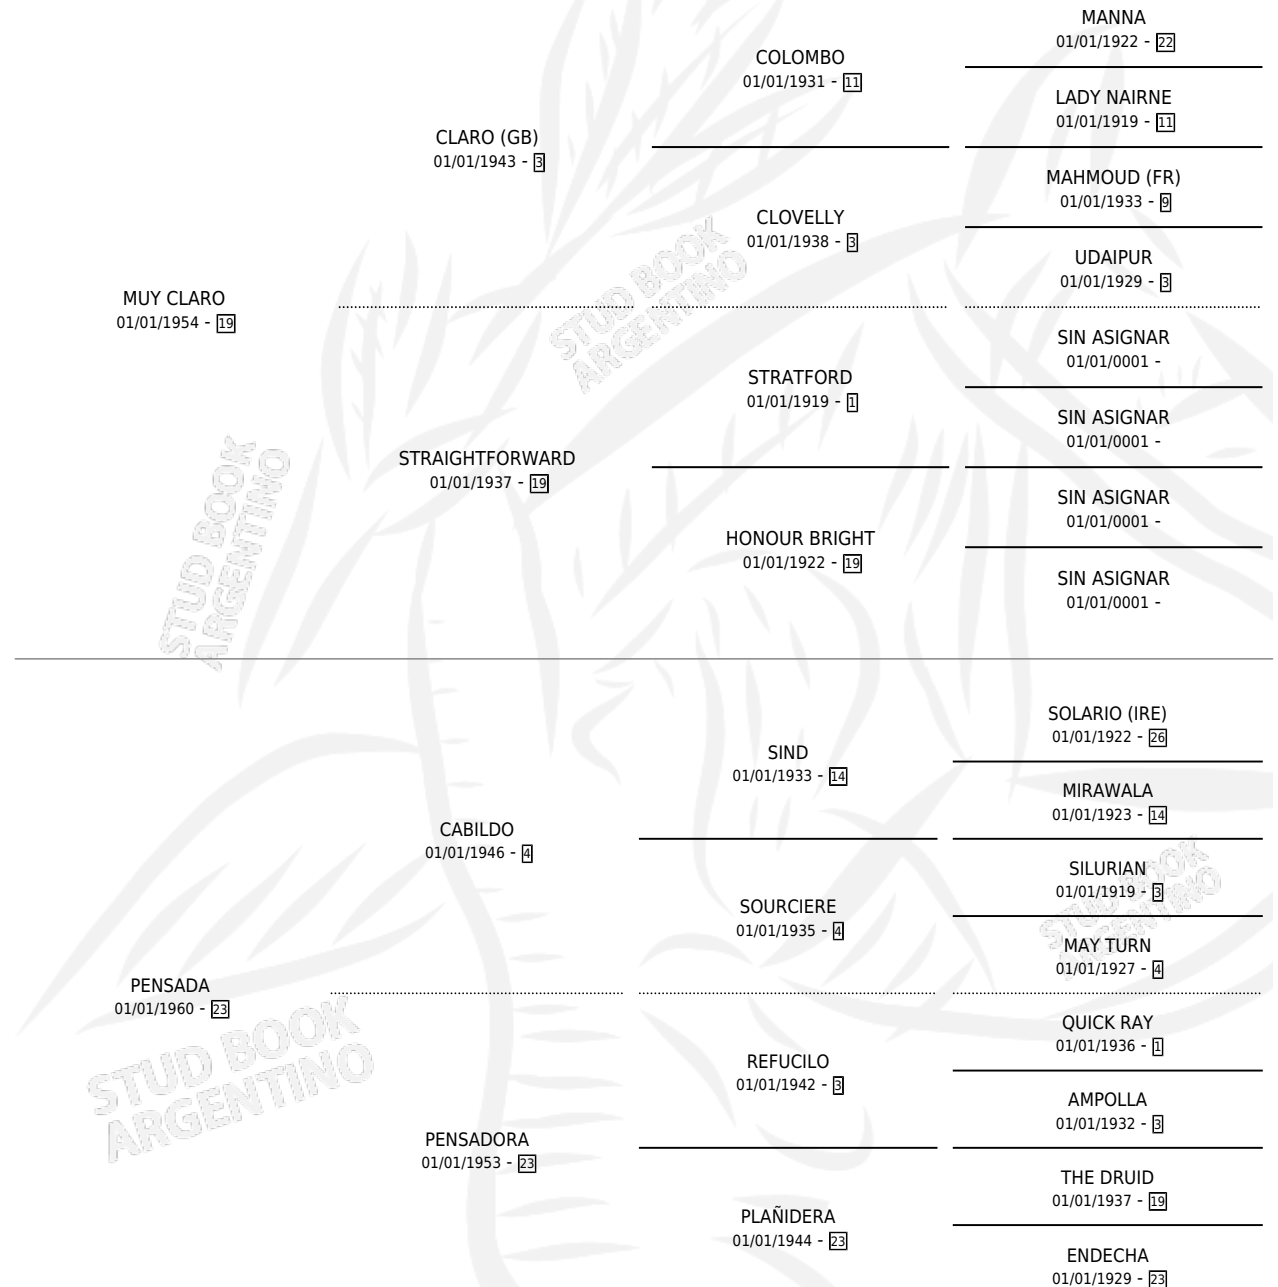 MANNA
01/01/1922 - 22
COLOMBO
01/01/1931 - 11
LADY NAIRNE
01/01/1919 - 11
CLARO (GB)
01/01/1943 - 3
MAHMOUD (FR)
01/01/1933 - 9
CLOVELLY
01/01/1938 - 3
UDAIPUR
01/01/1929 - 3
MUY CLARO
01/01/1954 - 19
STUD BOOK
ARGENTINO
SIN ASIGNAR
01/01/0001 -
STRATFORD
01/01/1919 - 1
SIN ASIGNAR
01/01/0001 -
STRAIGHTFORWARD
01/01/1937 - 19
SIN ASIGNAR
01/01/0001 -
HONOUR BRIGHT
01/01/1922 - 19
SIN ASIGNAR
01/01/0001 -
STUD BOOK
ARGENTINO
SOLARIO (IRE)
01/01/1922 - 26
SIND
01/01/1933 - 14
MIRAWALA
01/01/1923 - 14
CABILDO
01/01/1946 - 4
SILURIAN
01/01/1919 - 3
SOURCIERE
01/01/1935 - 4
STUD BOOK
ARGENTINO
MAY TURN
01/01/1927 - 4
PENSADA
01/01/1960 - 23
QUICK RAY
01/01/1936 - 1
STUD BOOK
ARGENTINO
REFUCILO
01/01/1942 - 3
AMPOLLA
01/01/1932 - 3
PENSADORA
01/01/1953 - 23
THE DRUID
01/01/1937 - 19
PLAÑIDERA
01/01/1944 - 23
ENDECHA
01/01/1929 - 23